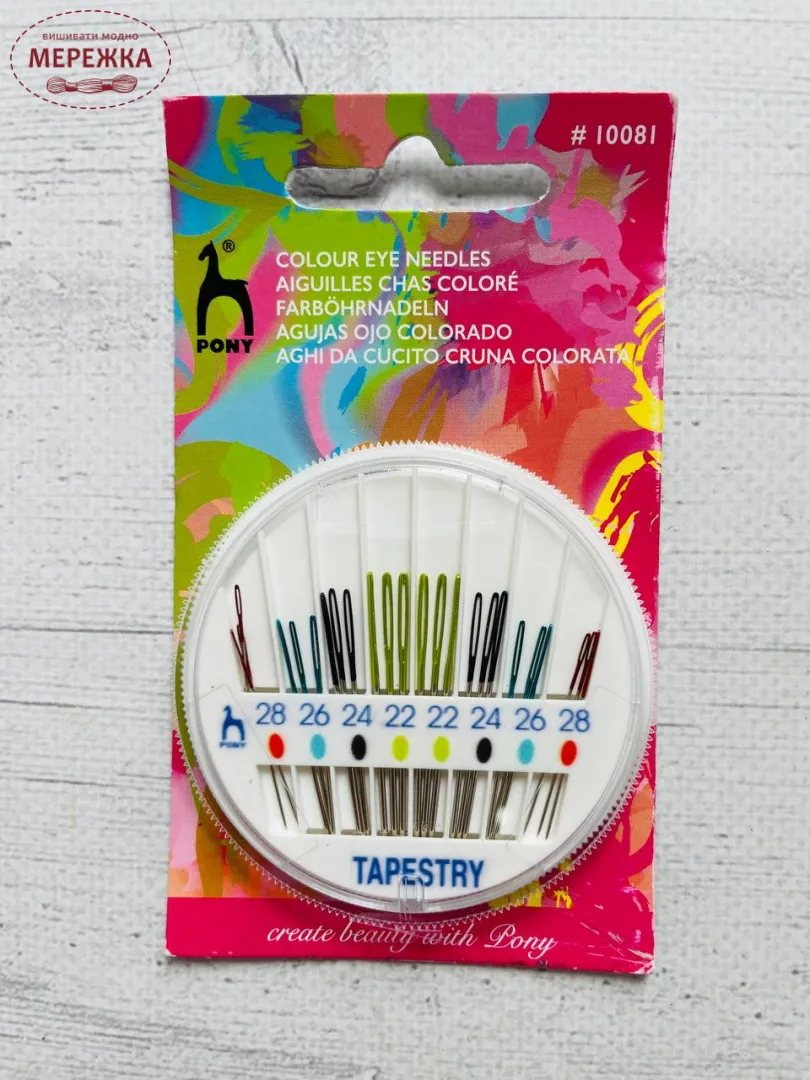 вишивати модно
МЕРЕЖКА
# 10081
®
PONY
COLOUR EYE NEEDLES
AIGUILLES CHAS COLORÉ
FARBÖHRNADELN
AGUJAS OJO COLORADO
AGHI DA CUCITO CRUNA COLORATA
28 26 24 22 22 24 26 28
PONY
TAPESTRY
create beauty with Pony